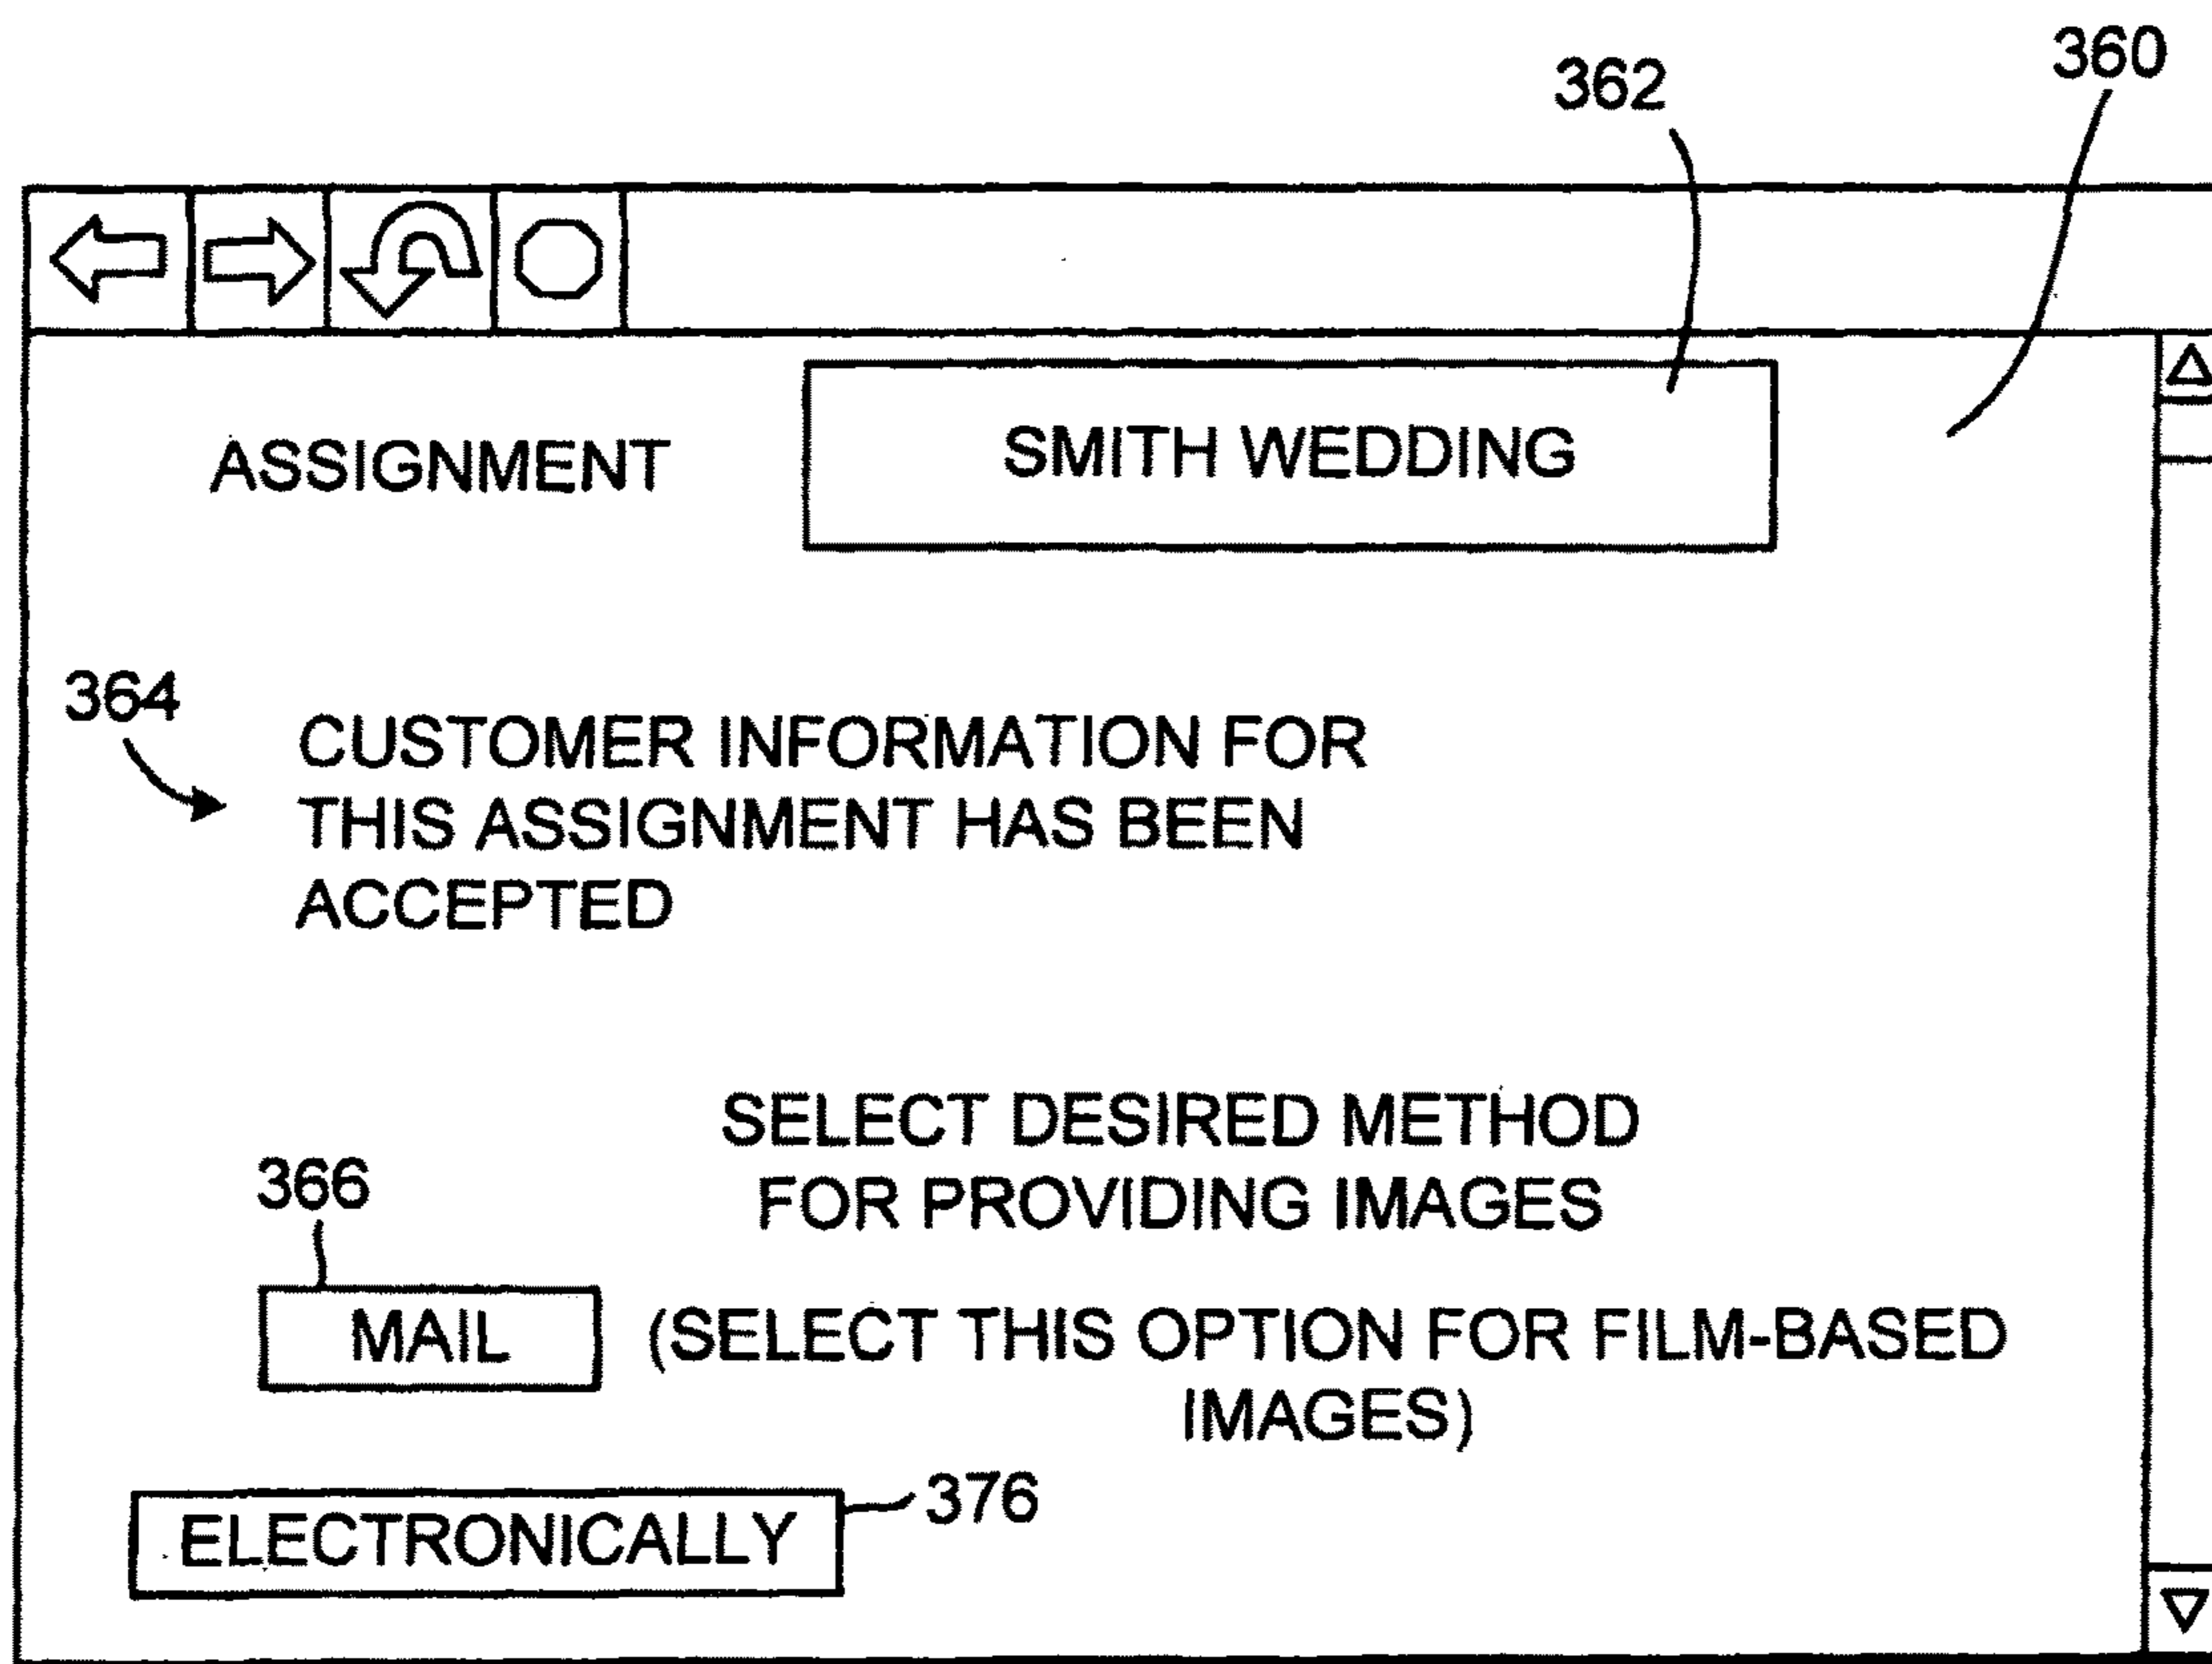 360
362
ASSIGNMENT
SMITH WEDDING
364
CUSTOMER INFORMATION FOR
THIS ASSIGNMENT HAS BEEN
ACCEPTED
SELECT DESIRED METHOD
FOR PROVIDING IMAGES
366
MAIL
(SELECT THIS OPTION FOR FILM-BASED
IMAGES)
ELECTRONICALLY
376